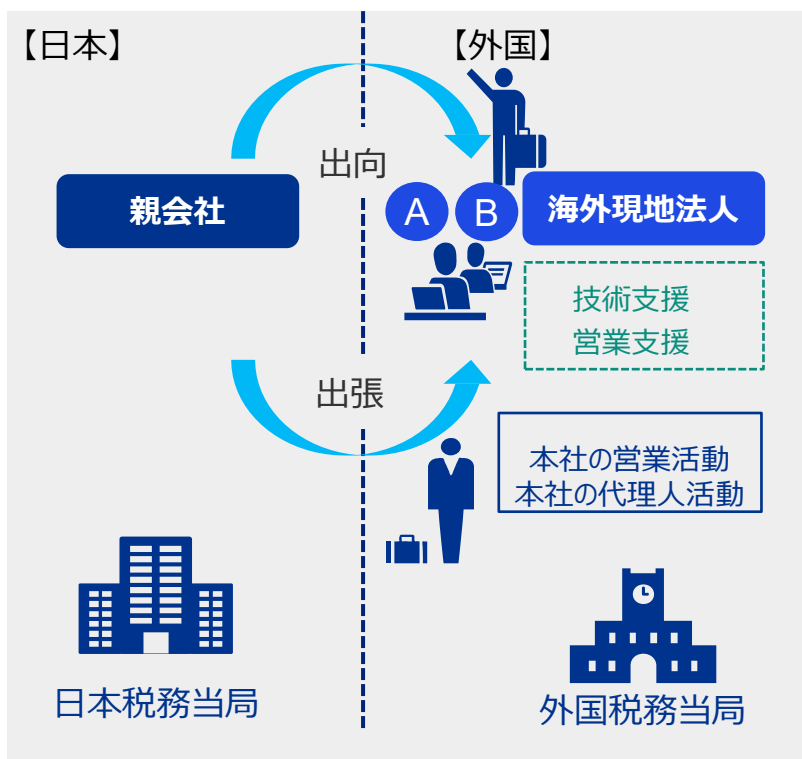 【日本】
【外国】
出向
親会社
A
B
海外現地法人
技術支援
営業支援
出張
本社の営業活動
本社の代理人活動
日本税務当局
外国税務当局